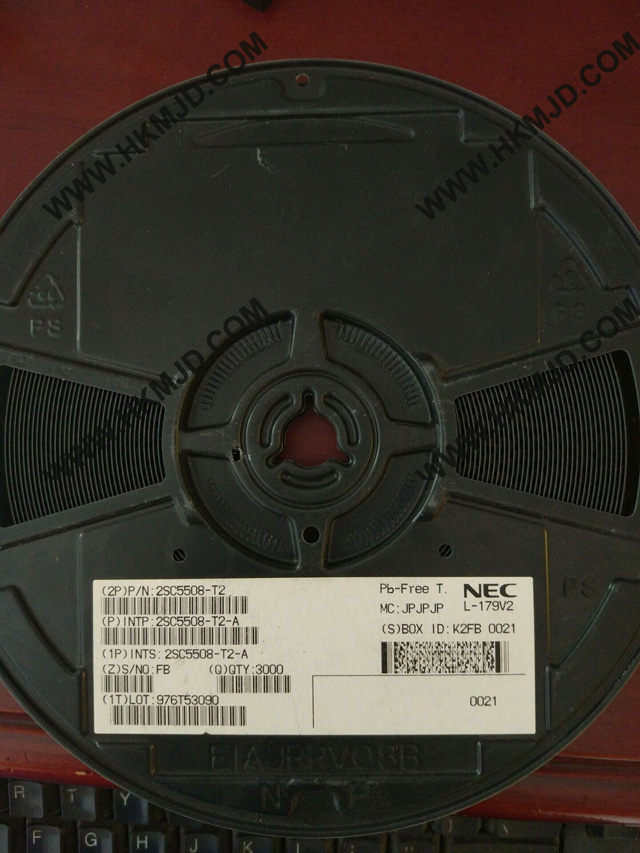 WWW.HKMJD.COM
WWW.HKMJD.COM
PS
PS
WWW.HKMJD.COM
WWW.HKMJD.COM
(2P)P/N:2SC5508-T2
Pb-Free T. NEC
(P)INTP:2SC5508-T2-A
MC:JPJPJP L-179V2
(S)BOX ID:K2FB 0021
(1P)INTS:2SC5508-T2-A
(Z)S/NO:FB (Q)QTY:3000
(1T)LOT:976T53090
0021
PS
R T Y
F G H J K